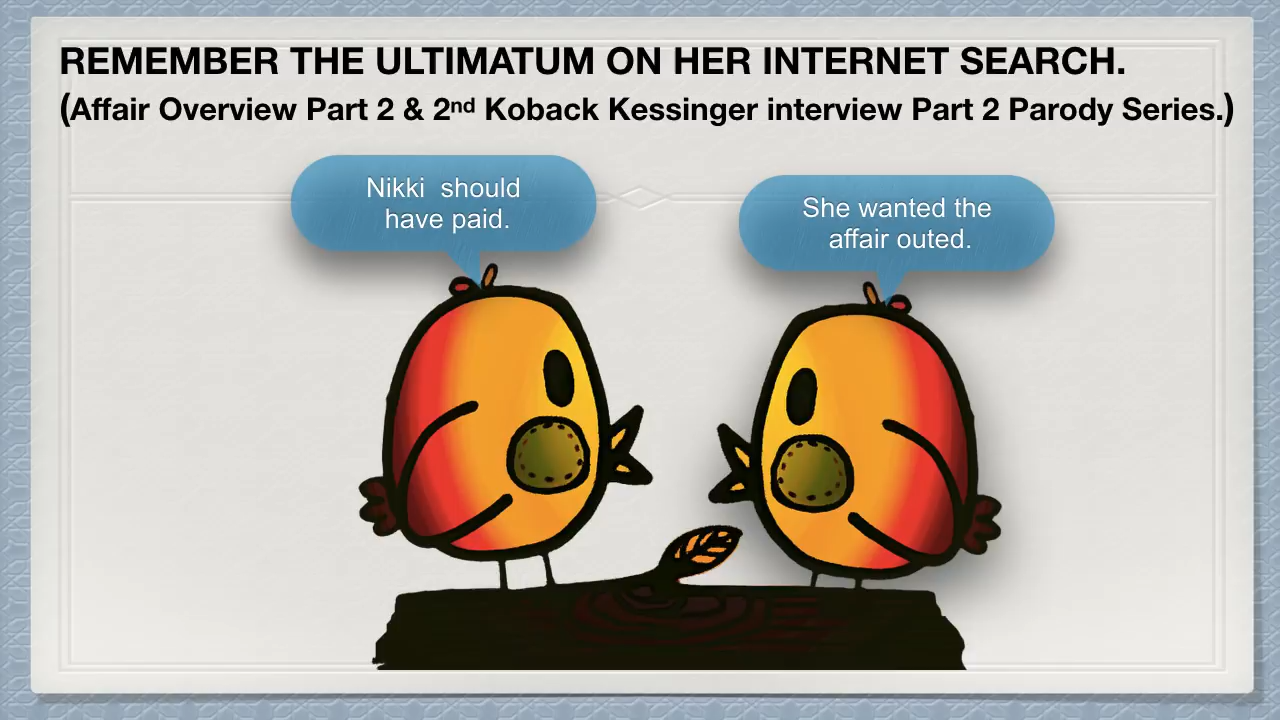 REMEMBER THE ULTIMATUM ON HER INTERNET SEARCH.
(Affair Overview Part 2 & 2nd Koback Kessinger interview Part 2 Parody Series.)
Nikki  should
have paid.
She wanted the
affair outed.